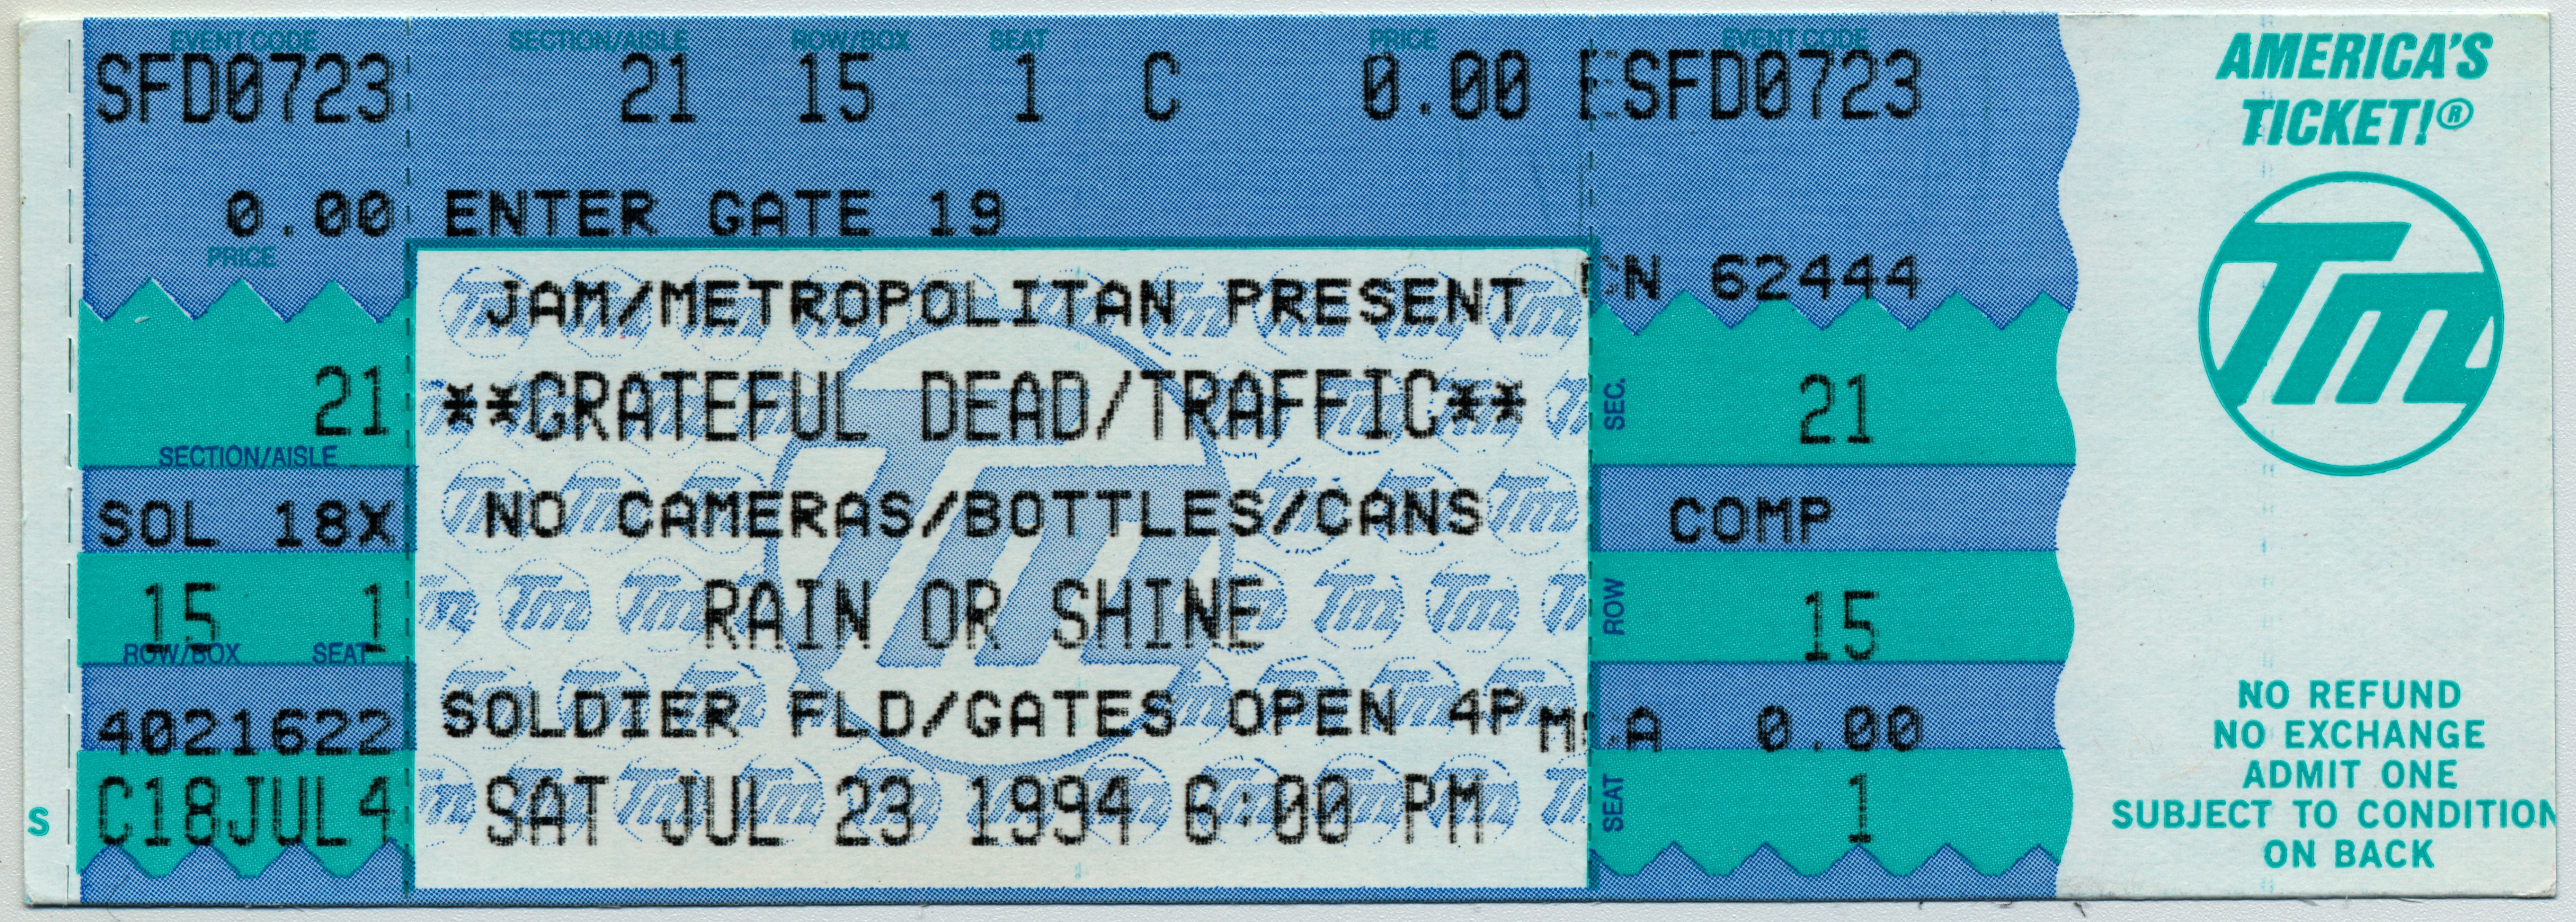 EVENT CODE SECTION/AISLE ROW/BOX SEAT PRICE EVENT CODE
SFD0723 21 15 1 C 0.00 ESFD0723
0.00 ENTER GATE 19
PRICE
JAM/METROPOLITAN PRESENT CN 62444
21 **GRATEFUL DEAD/TRAFFIC** SEC. 21
SECTION/AISLE
SOL 18X NO CAMERAS/BOTTLES/CANS COMP
15 1 RAIN OR SHINE ROW 15
ROW/BOX SEAT
4021622 SOLDIER FLD/GATES OPEN 4PM A 0.00
C18JUL4 SAT JUL 23 1994 6:00 PM SEAT 1
S
AMERICA'S
TICKET!®
TM
NO REFUND
NO EXCHANGE
ADMIT ONE
SUBJECT TO CONDITION
ON BACK